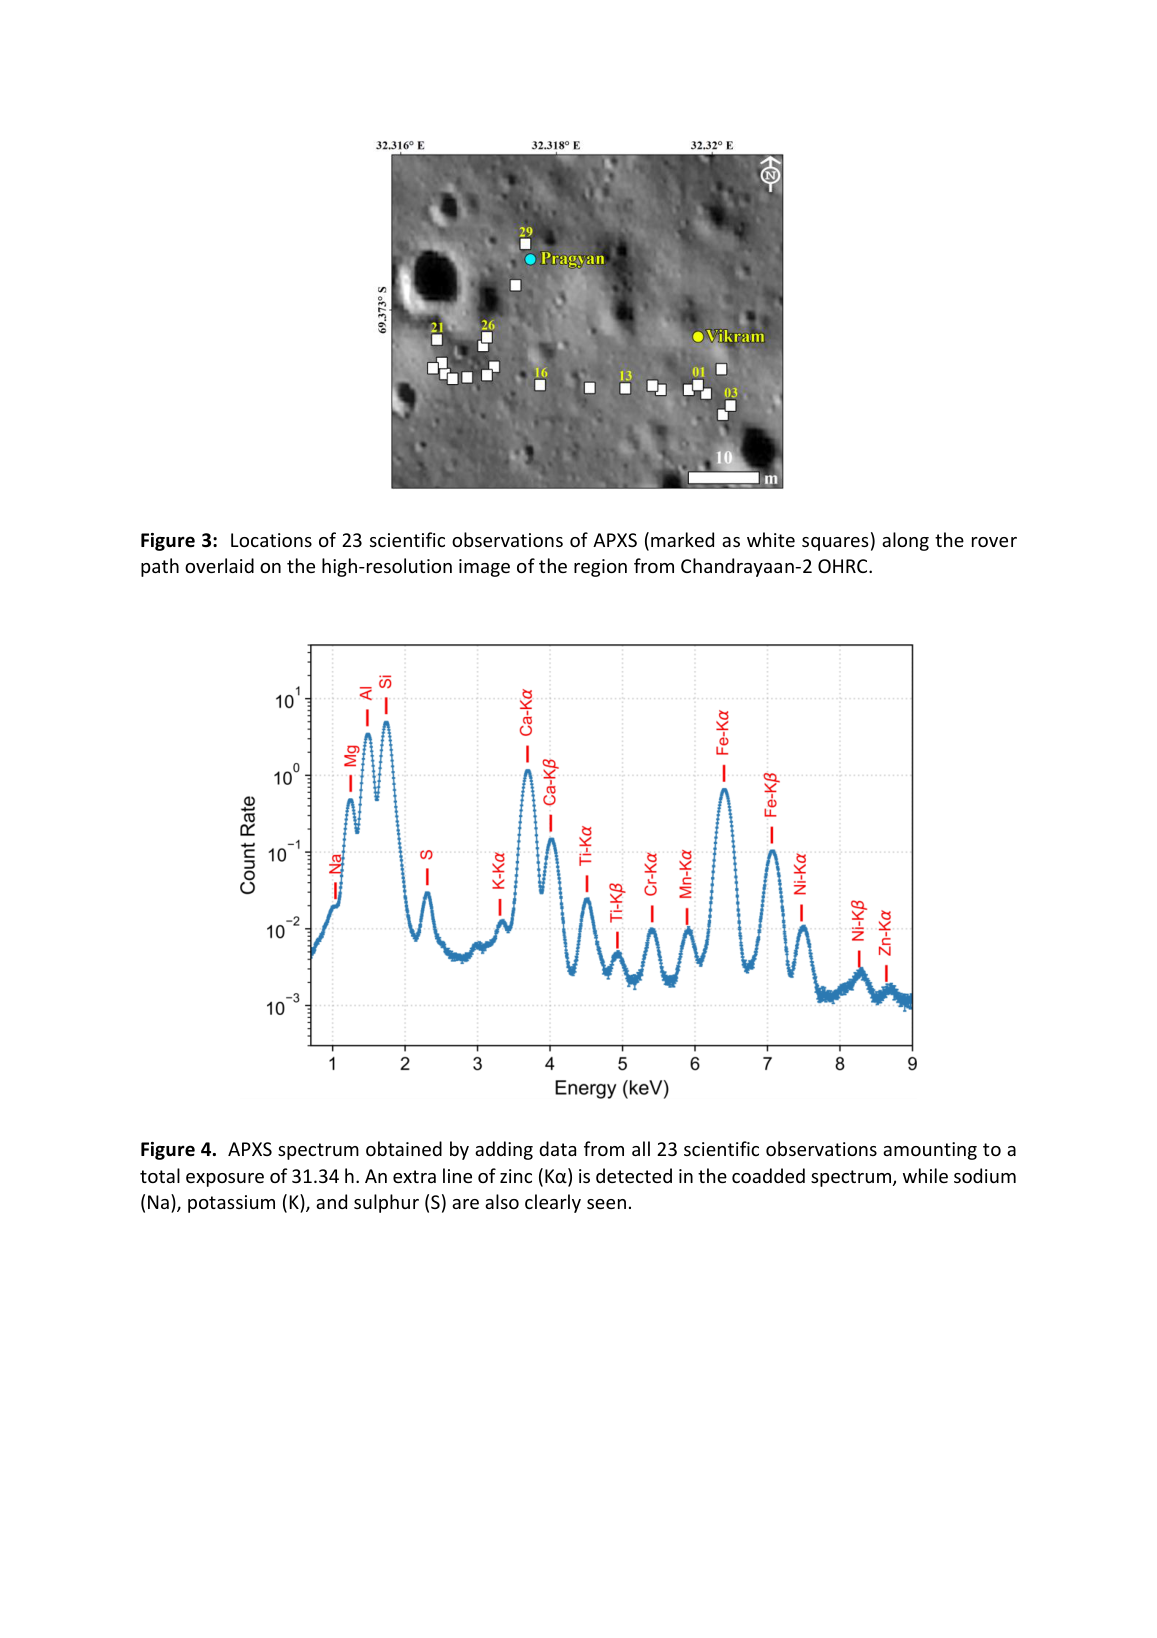 32.316° E 32.318° E 32.32° E
N
29
Pragyan
69.373° S
21 26
Vikram
16 13 01
03
10
m
Figure 3: Locations of 23 scientific observations of APXS (marked as white squares) along the rover
path overlaid on the high-resolution image of the region from Chandrayaan-2 OHRC.
Na
Mg
Al
Si
S
K-Kα
Ca-Kα
Ca-Kβ
Ti-Kα
Ti-Kβ
Cr-Kα
Mn-Kα
Fe-Kα
Fe-Kβ
Ni-Kα
Ni-Kβ
Zn-Kα
10¹
10⁰
10⁻¹
10⁻²
10⁻³
Count Rate
1 2 3 4 5 6 7 8 9
Energy (keV)
Figure 4. APXS spectrum obtained by adding data from all 23 scientific observations amounting to a
total exposure of 31.34 h. An extra line of zinc (Kα) is detected in the coadded spectrum, while sodium
(Na), potassium (K), and sulphur (S) are also clearly seen.